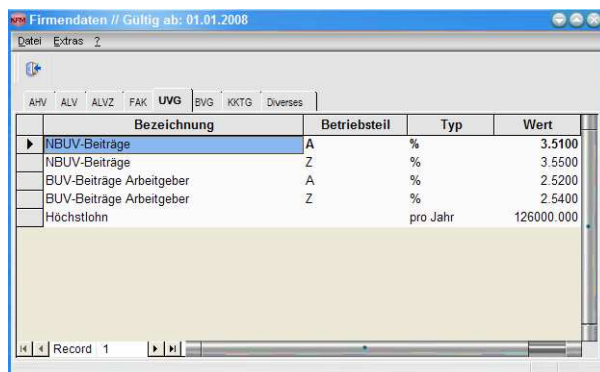 KPM Firmendaten // Gültig ab: 01.01.2008
Datei Extras ?
AHV ALV ALVZ FAK UVG BVG KKTG Diverses
Bezeichnung Betriebsteil Typ Wert
NBUV-Beiträge A % 3.5100
NBUV-Beiträge Z % 3.5500
BUV-Beiträge Arbeitgeber A % 2.5200
BUV-Beiträge Arbeitgeber Z % 2.5400
Höchstlohn pro Jahr 126000.000
Record 1